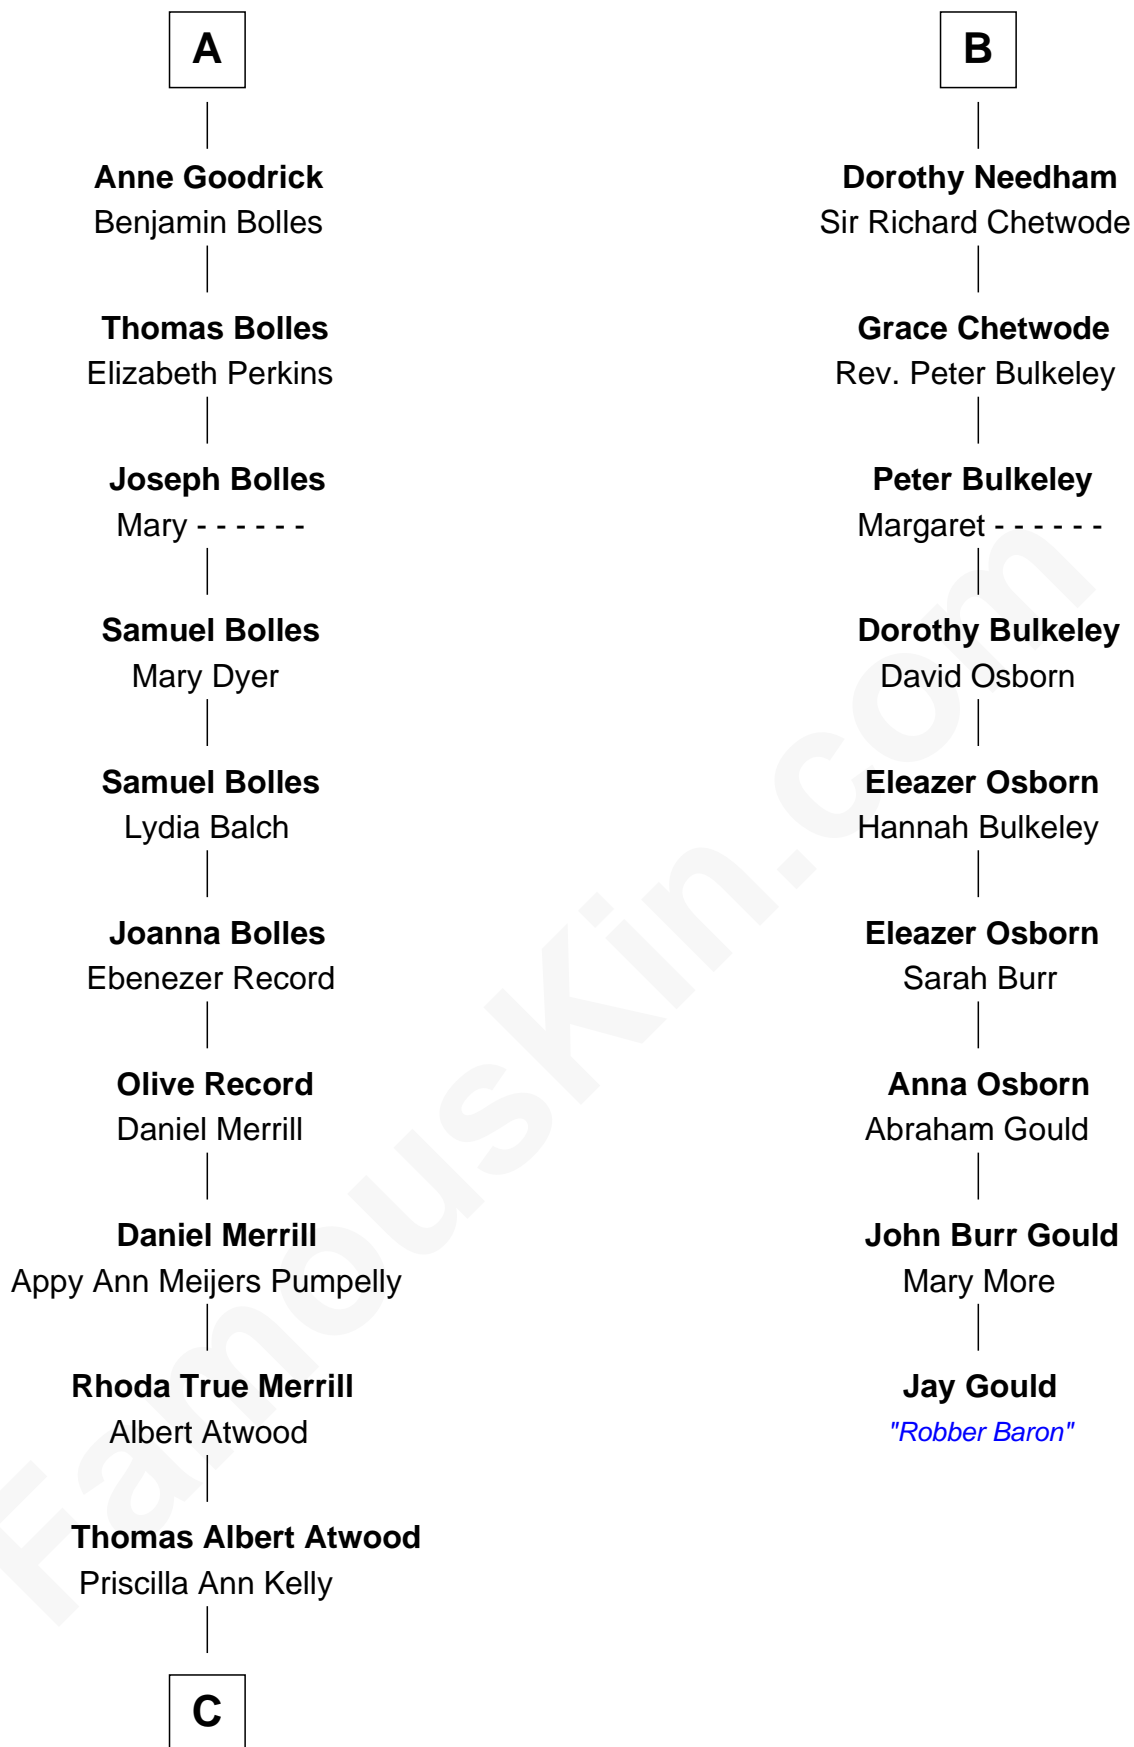 A
Anne Goodrick
Benjamin Bolles
Thomas Bolles
Elizabeth Perkins
Joseph Bolles
Mary - - - - - -
Samuel Bolles
Mary Dyer
Samuel Bolles
Lydia Balch
Joanna Bolles
Ebenezer Record
Olive Record
Daniel Merrill
Daniel Merrill
Appy Ann Meijers Pumpelly
Rhoda True Merrill
Albert Atwood
Thomas Albert Atwood
Priscilla Ann Kelly
C
B
Dorothy Needham
Sir Richard Chetwode
Grace Chetwode
Rev. Peter Bulkeley
Peter Bulkeley
Margaret - - - - - -
Dorothy Bulkeley
David Osborn
Eleazer Osborn
Hannah Bulkeley
Eleazer Osborn
Sarah Burr
Anna Osborn
Abraham Gould
John Burr Gould
Mary More
Jay Gould
"Robber Baron"
FamousKin.com